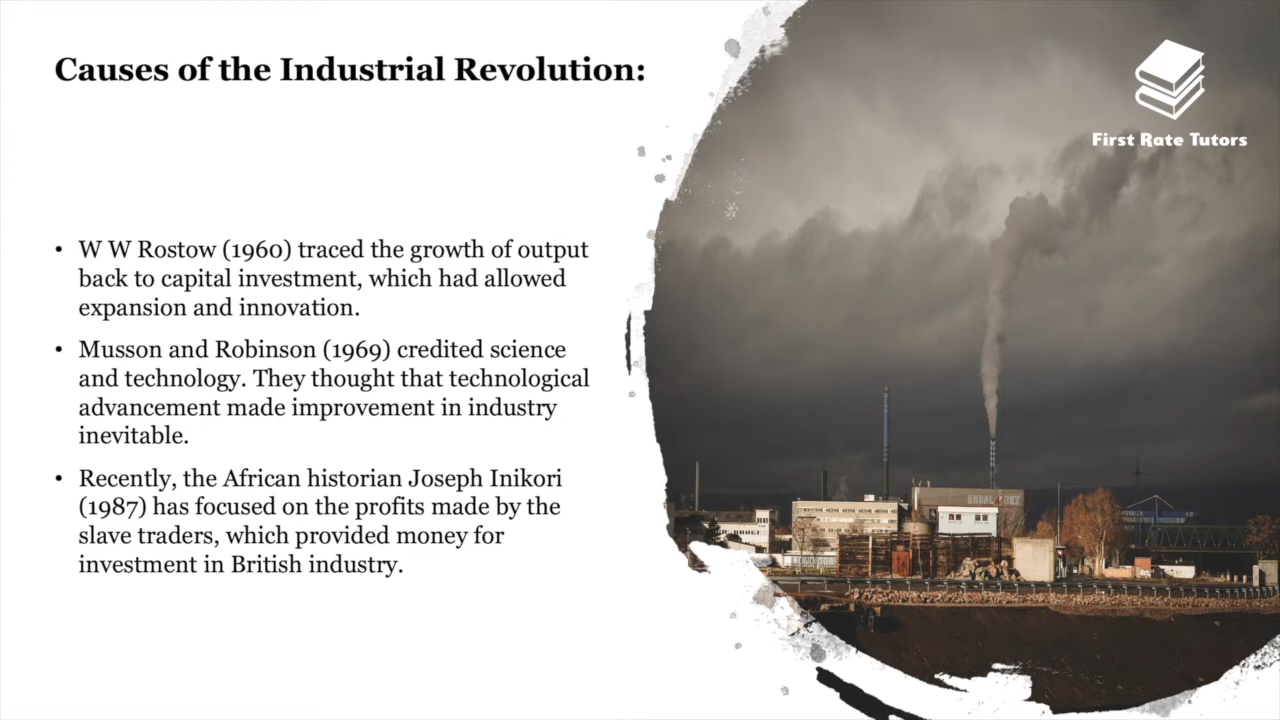 Causes of the Industrial Revolution:
First Rate Tutors
• W W Rostow (1960) traced the growth of output
back to capital investment, which had allowed
expansion and innovation.
• Musson and Robinson (1969) credited science
and technology. They thought that technological
advancement made improvement in industry
inevitable.
• Recently, the African historian Joseph Inikori
(1987) has focused on the profits made by the
slave traders, which provided money for
investment in British industry.